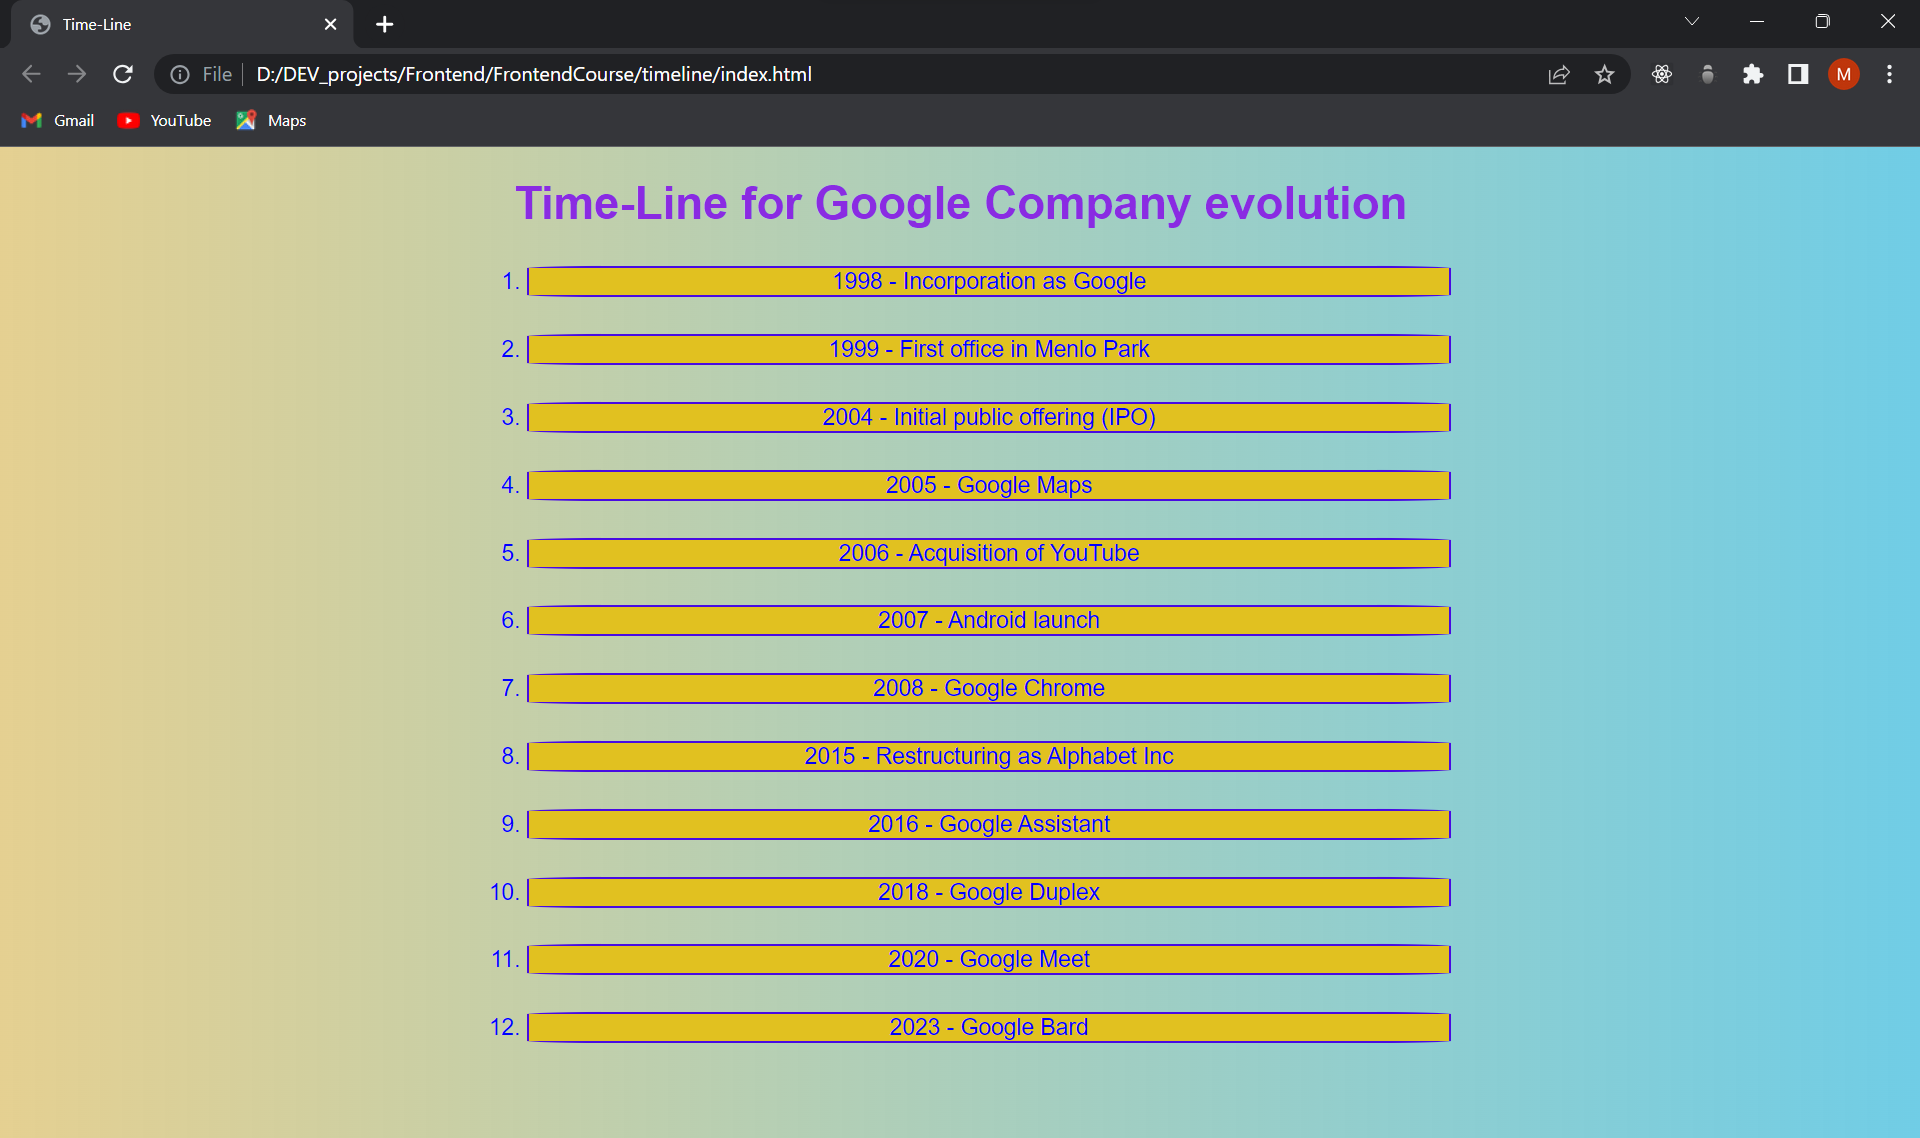 Time-Line
File D:/DEV_projects/Frontend/FrontendCourse/timeline/index.html
M
Gmail YouTube Maps
Time-Line for Google Company evolution
1. 1998 - Incorporation as Google
2. 1999 - First office in Menlo Park
3. 2004 - Initial public offering (IPO)
4. 2005 - Google Maps
5. 2006 - Acquisition of YouTube
6. 2007 - Android launch
7. 2008 - Google Chrome
8. 2015 - Restructuring as Alphabet Inc
9. 2016 - Google Assistant
10. 2018 - Google Duplex
11. 2020 - Google Meet
12. 2023 - Google Bard